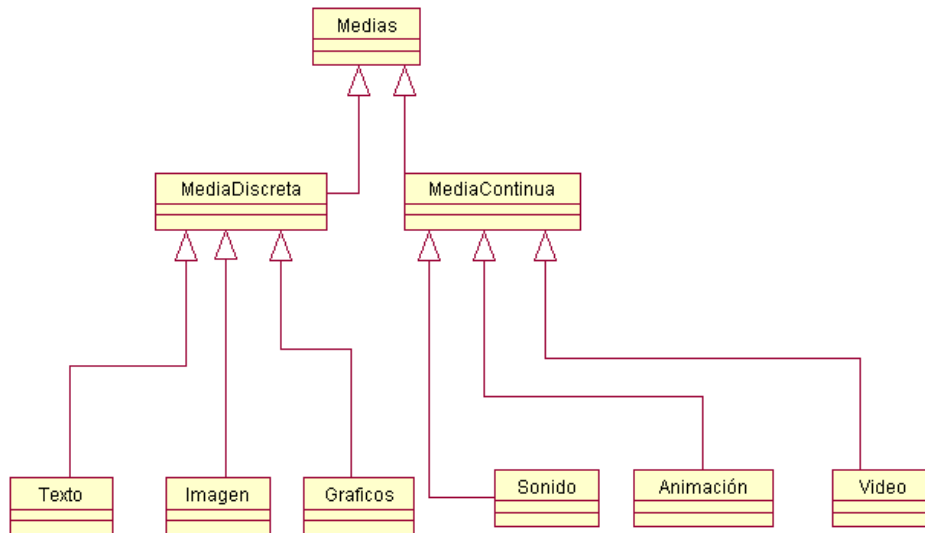 Medias
MediaDiscreta
MediaContinua
Texto
Imagen
Graficos
Sonido
Animación
Video